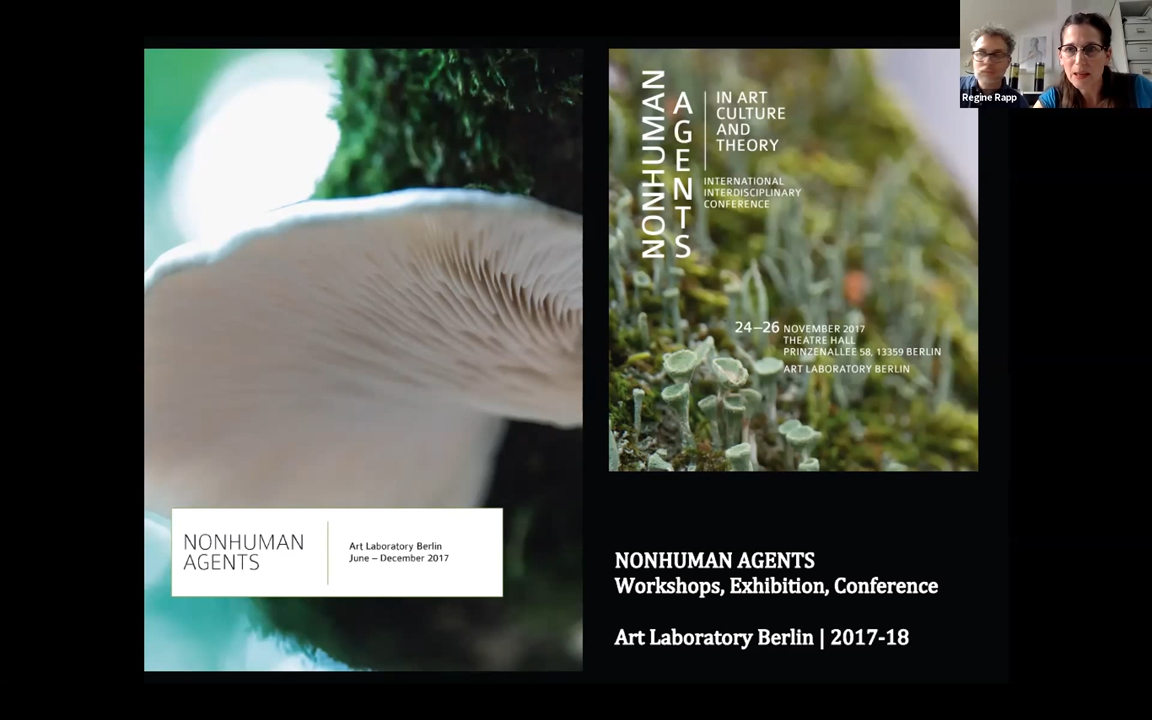 NONHUMAN
AGENTS
Art Laboratory Berlin
June – December 2017
NONHUMAN
AGENTS
IN ART
CULTURE
AND
THEORY
INTERNATIONAL
INTERDISCIPLINARY
CONFERENCE
24–26 NOVEMBER 2017
THEATRE HALL
PRINZENALLEE 58, 13359 BERLIN
ART LABORATORY BERLIN
NONHUMAN AGENTS
Workshops, Exhibition, Conference
Art Laboratory Berlin | 2017-18
Regine Rapp